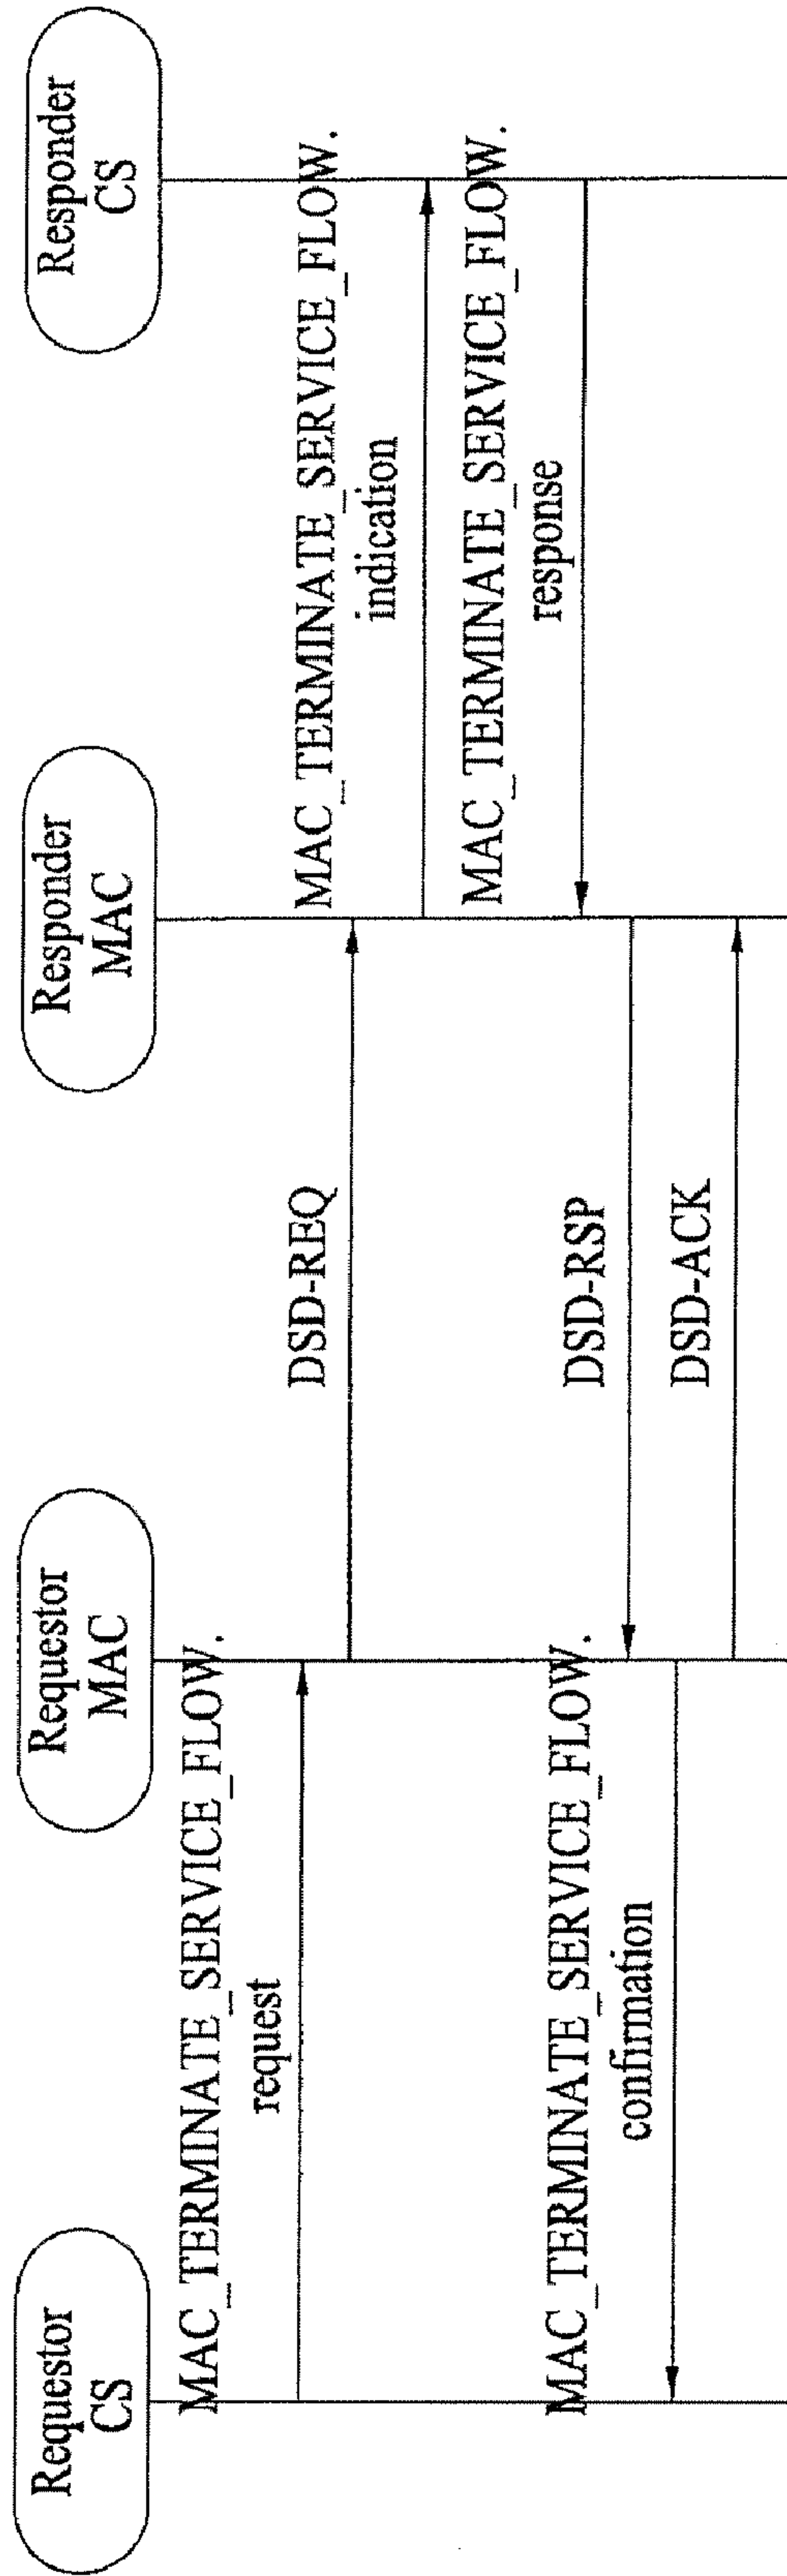 Requestor
CS
Requestor
MAC
Responder
MAC
Responder
CS
MAC_TERMINATE_SERVICE_FLOW.
request
DSD-REQ
MAC_TERMINATE_SERVICE_FLOW.
indication
MAC_TERMINATE_SERVICE_FLOW.
response
DSD-RSP
MAC_TERMINATE_SERVICE_FLOW.
confirmation
DSD-ACK